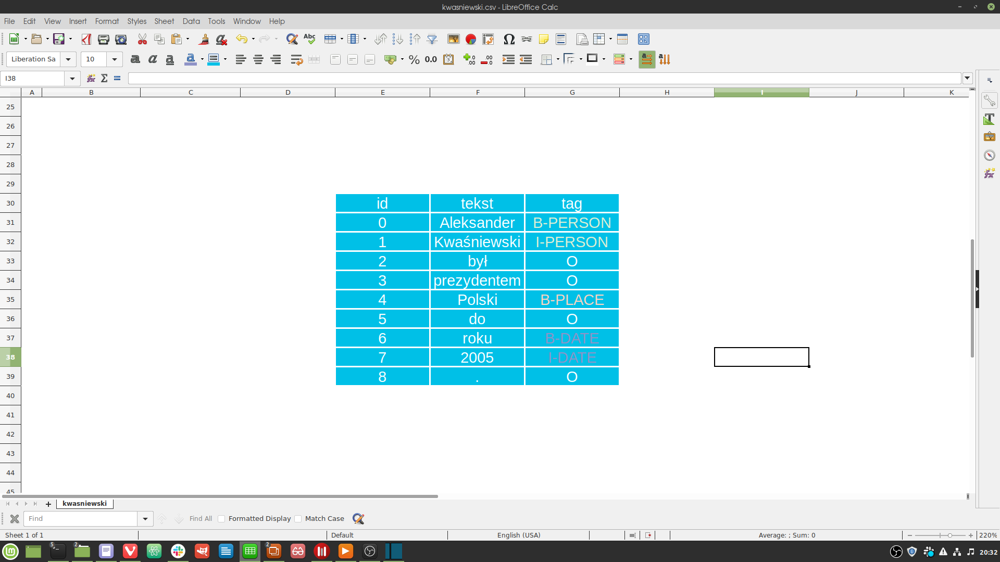 kwasniewski.csv - LibreOffice Calc
File Edit View Insert Format Styles Sheet Data Tools Window Help
Liberation Sa 10
I38
A B C D E F G H I J K
25
26
27
28
29
30 id tekst tag
31 0 Aleksander B-PERSON
32 1 Kwaśniewski I-PERSON
33 2 był O
34 3 prezydentem O
35 4 Polski B-PLACE
36 5 do O
37 6 roku B-DATE
38 7 2005 I-DATE
39 8 . O
40
41
42
43
44
45
kwasniewski
Find Find All Formatted Display Match Case
Sheet 1 of 1 Default English (USA) Average: ; Sum: 0 220%
5 2 2 20:32